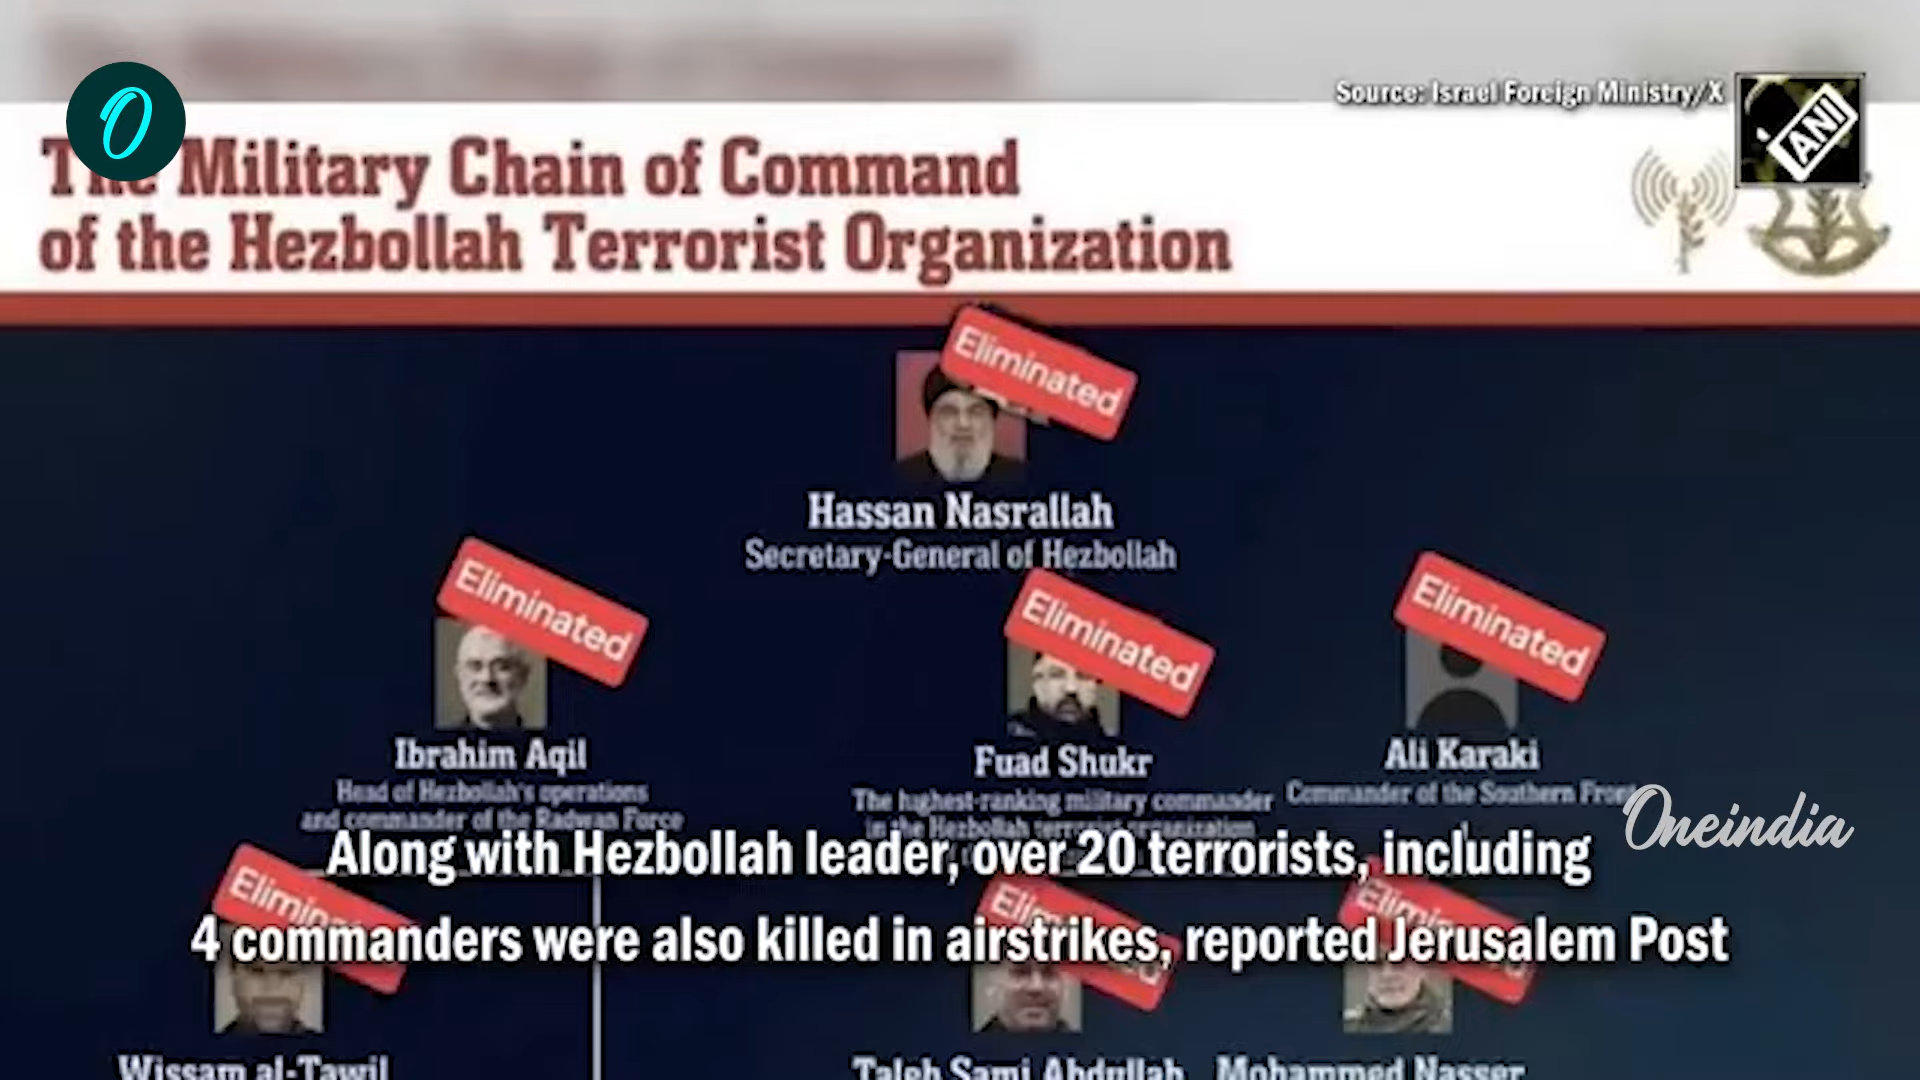 Source: Israel Foreign Ministry/X
ANI
The Military Chain of Command
of the Hezbollah Terrorist Organization
Eliminated
Hassan Nasrallah
Secretary-General of Hezbollah
Eliminated
Eliminated
Eliminated
Ibrahim Aqil
Head of Hezbollah's operations
and commander of the Radwan Force
Fuad Shukr
The highest-ranking military commander
in the Hezbollah terrorist organization
Ali Karaki
Commander of the Southern Front
Oneindia
Along with Hezbollah leader, over 20 terrorists, including
4 commanders were also killed in airstrikes, reported Jerusalem Post
Eliminated
Eliminated
Eliminated
Wissam al-Tawil
Taleb Sami Abdullah
Mohammed Nasser